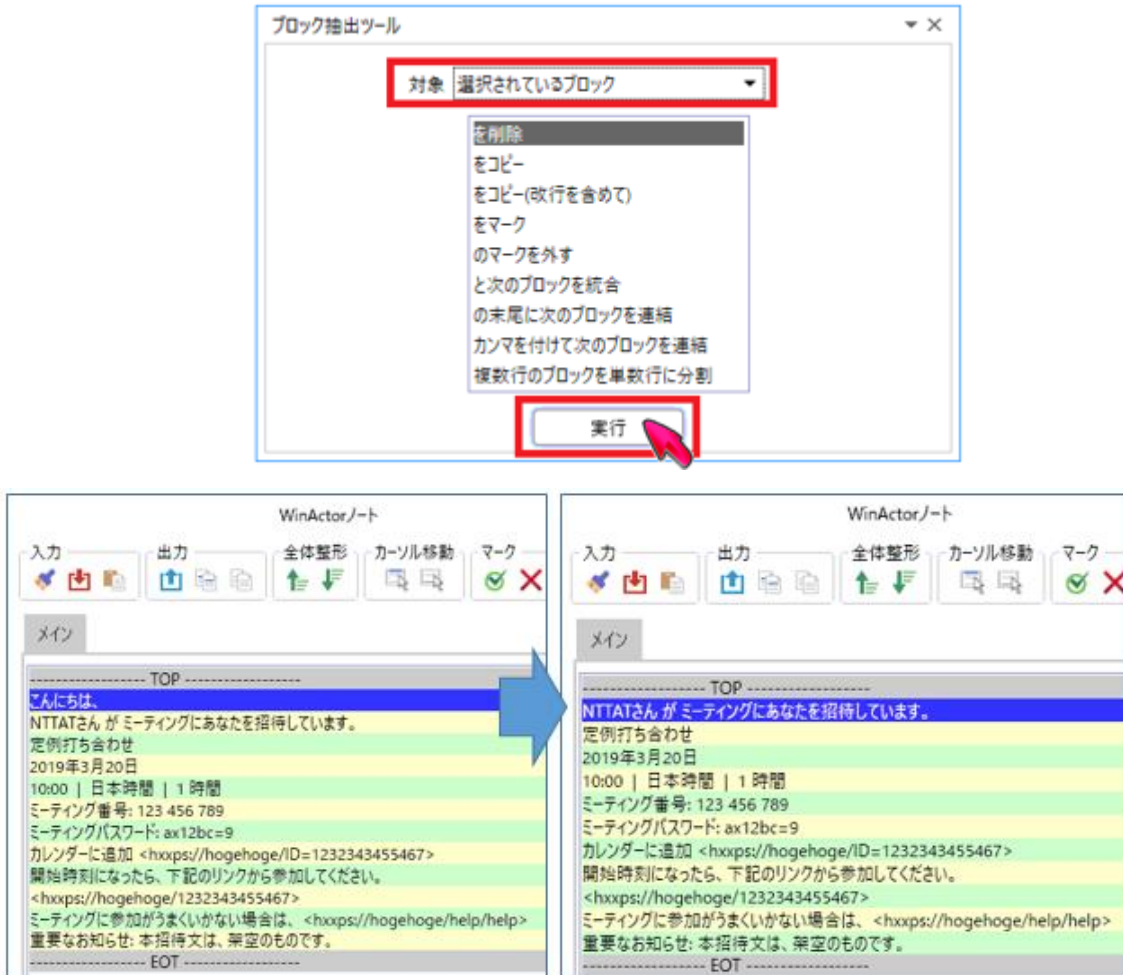 ブロック抽出ツール
対象 選択されているブロック
を削除
をコピー
をコピー(改行を含めて)
をマーク
のマークを外す
と次のブロックを統合
の末尾に次のブロックを連結
カンマを付けて次のブロックを連結
複数行のブロックを単数行に分割
実行
WinActorノート
入力 出力 全体整形 カーソル移動 マーク
メイン
------------------ TOP ------------------
こんにちは、
NTTATさん が ミーティングにあなたを招待しています。
定例打ち合わせ
2019年3月20日
10:00 | 日本時間 | 1 時間
ミーティング番号: 123 456 789
ミーティングパスワード: ax12bc=9
カレンダーに追加 <hxxps://hogehoge/ID=1232343455467>
開始時刻になったら、下記のリンクから参加してください。
<hxxps://hogehoge/1232343455467>
ミーティングに参加がうまくいかない場合は、 <hxxps://hogehoge/help/help>
重要なお知らせ: 本招待文は、架空のものです。
------------------ EOT ------------------
WinActorノート
入力 出力 全体整形 カーソル移動 マーク
メイン
------------------ TOP ------------------
NTTATさん が ミーティングにあなたを招待しています。
定例打ち合わせ
2019年3月20日
10:00 | 日本時間 | 1 時間
ミーティング番号: 123 456 789
ミーティングパスワード: ax12bc=9
カレンダーに追加 <hxxps://hogehoge/ID=1232343455467>
開始時刻になったら、下記のリンクから参加してください。
<hxxps://hogehoge/1232343455467>
ミーティングに参加がうまくいかない場合は、 <hxxps://hogehoge/help/help>
重要なお知らせ: 本招待文は、架空のものです。
------------------ EOT ------------------